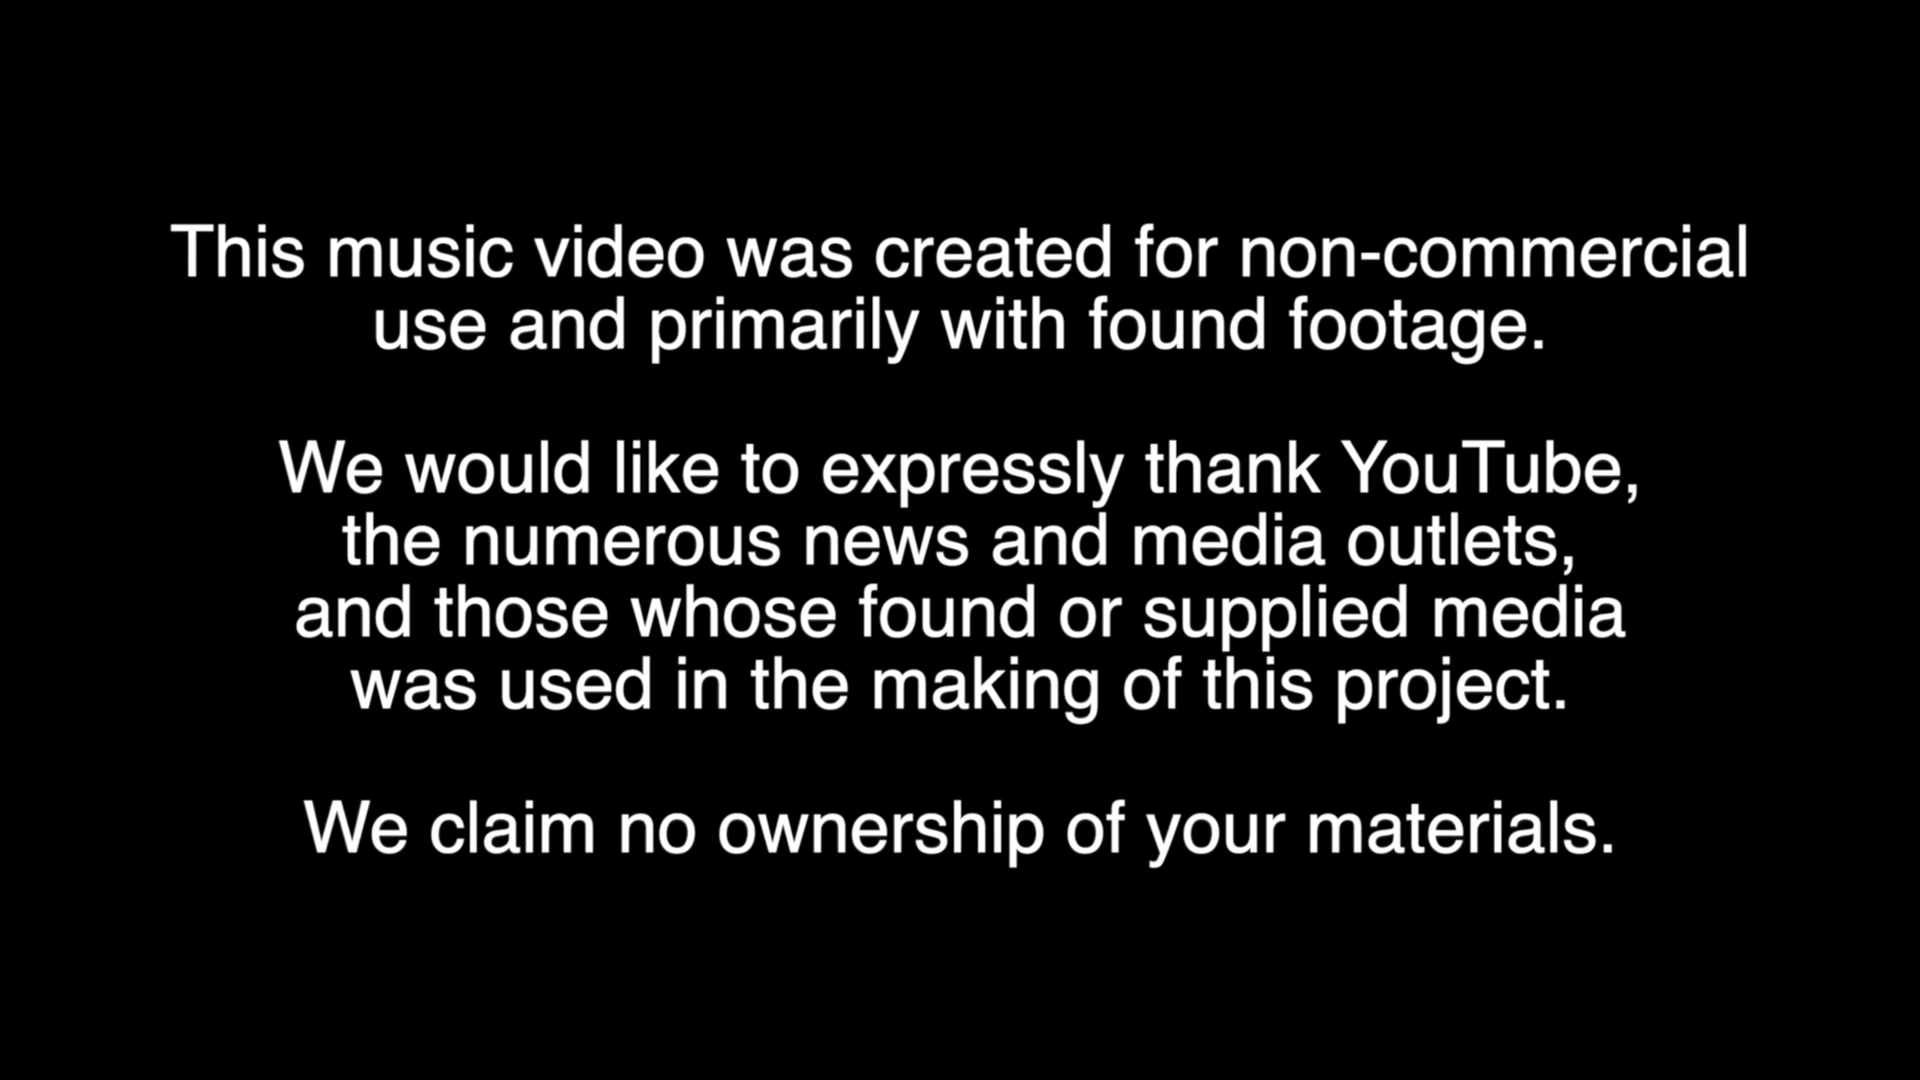 This music video was created for non-commercial
use and primarily with found footage.
We would like to expressly thank YouTube,
the numerous news and media outlets,
and those whose found or supplied media
was used in the making of this project.
We claim no ownership of your materials.